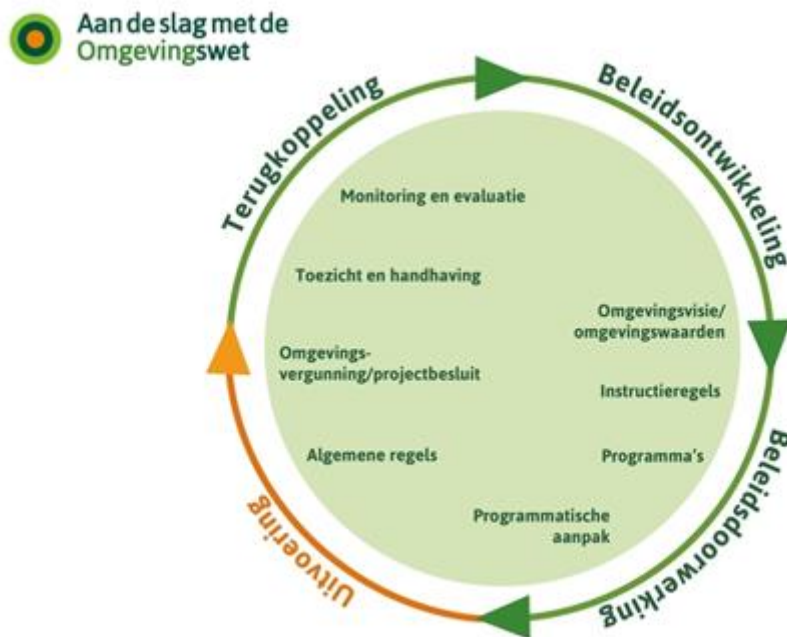 Aan de slag met de
Omgevingswet
Terugkoppeling
Beleidsontwikkeling
Monitoring en evaluatie
Toezicht en handhaving
Omgevingsvisie/
omgevingswaarden
Omgevings-
vergunning/projectbesluit
Instructieregels
Algemene regels
Programma's
Programmatische
aanpak
Uitvoering
Beleidsdoorwerking